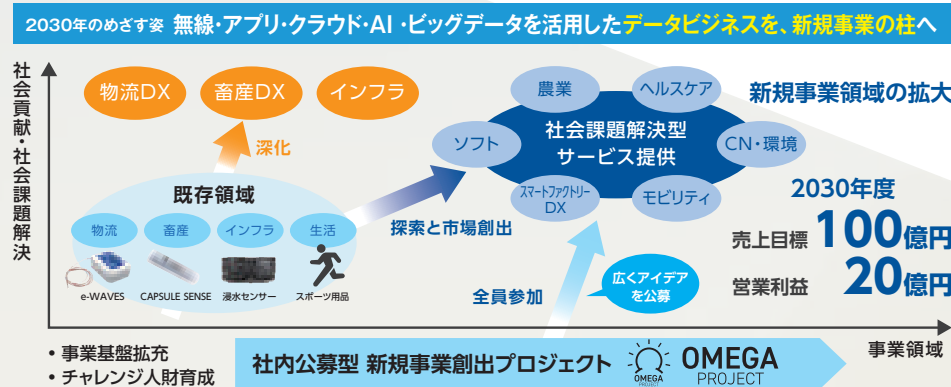 2030年のめざす姿 無線・アプリ・クラウド・AI・ビッグデータを活用したデータビジネスを、新規事業の柱へ
社会貢献・社会課題解決
物流DX
畜産DX
インフラ
深化
既存領域
物流
畜産
インフラ
生活
e-WAVES
CAPSULE SENSE
浸水センサー
スポーツ用品
探索と市場創出
農業
ヘルスケア
ソフト
社会課題解決型
サービス提供
CN・環境
スマートファクトリー
DX
モビリティ
新規事業領域の拡大
2030年度
売上目標 100億円
営業利益 20億円
全員参加
広くアイデア
を公募
事業領域
• 事業基盤拡充
• チャレンジ人財育成
社内公募型 新規事業創出プロジェクト
OMEGA
PROJECT
OMEGA
PROJECT